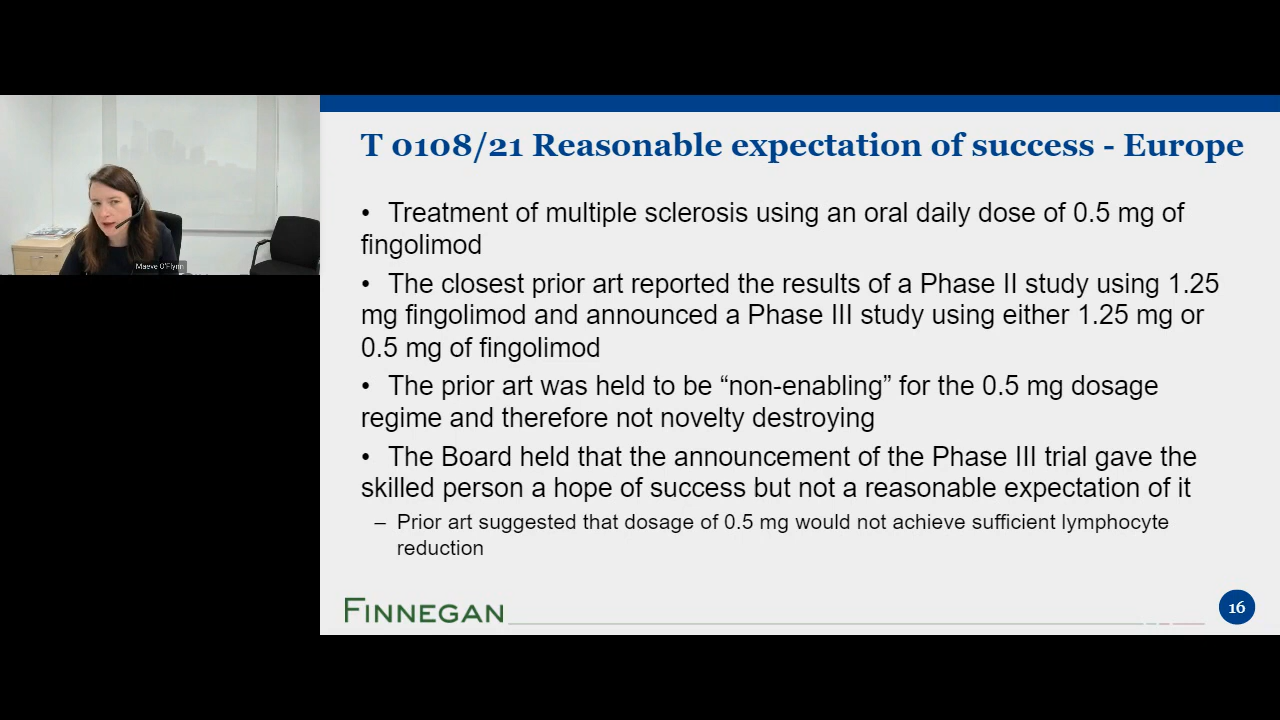 T 0108/21 Reasonable expectation of success - Europe
• Treatment of multiple sclerosis using an oral daily dose of 0.5 mg of
fingolimod
• The closest prior art reported the results of a Phase II study using 1.25
mg fingolimod and announced a Phase III study using either 1.25 mg or
0.5 mg of fingolimod
• The prior art was held to be “non-enabling” for the 0.5 mg dosage
regime and therefore not novelty destroying
• The Board held that the announcement of the Phase III trial gave the
skilled person a hope of success but not a reasonable expectation of it
– Prior art suggested that dosage of 0.5 mg would not achieve sufficient lymphocyte
reduction
Maeve O'Flynn
FINNEGAN
16